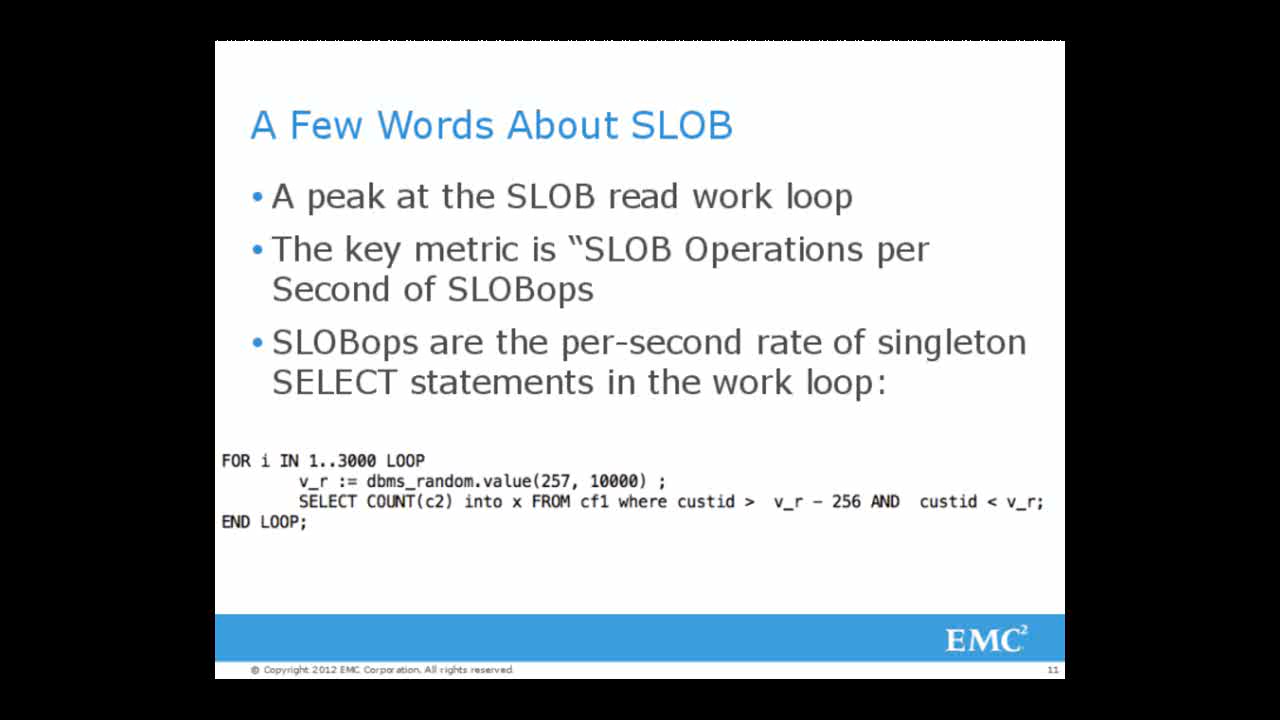 A Few Words About SLOB
• A peak at the SLOB read work loop
• The key metric is “SLOB Operations per
Second of SLOBops
• SLOBops are the per-second rate of singleton
SELECT statements in the work loop:
FOR i IN 1..3000 LOOP
v_r := dbms_random.value(257, 10000) ;
SELECT COUNT(c2) into x FROM cf1 where custid > v_r - 256 AND custid < v_r;
END LOOP;
EMC²
© Copyright 2012 EMC Corporation. All rights reserved.
11